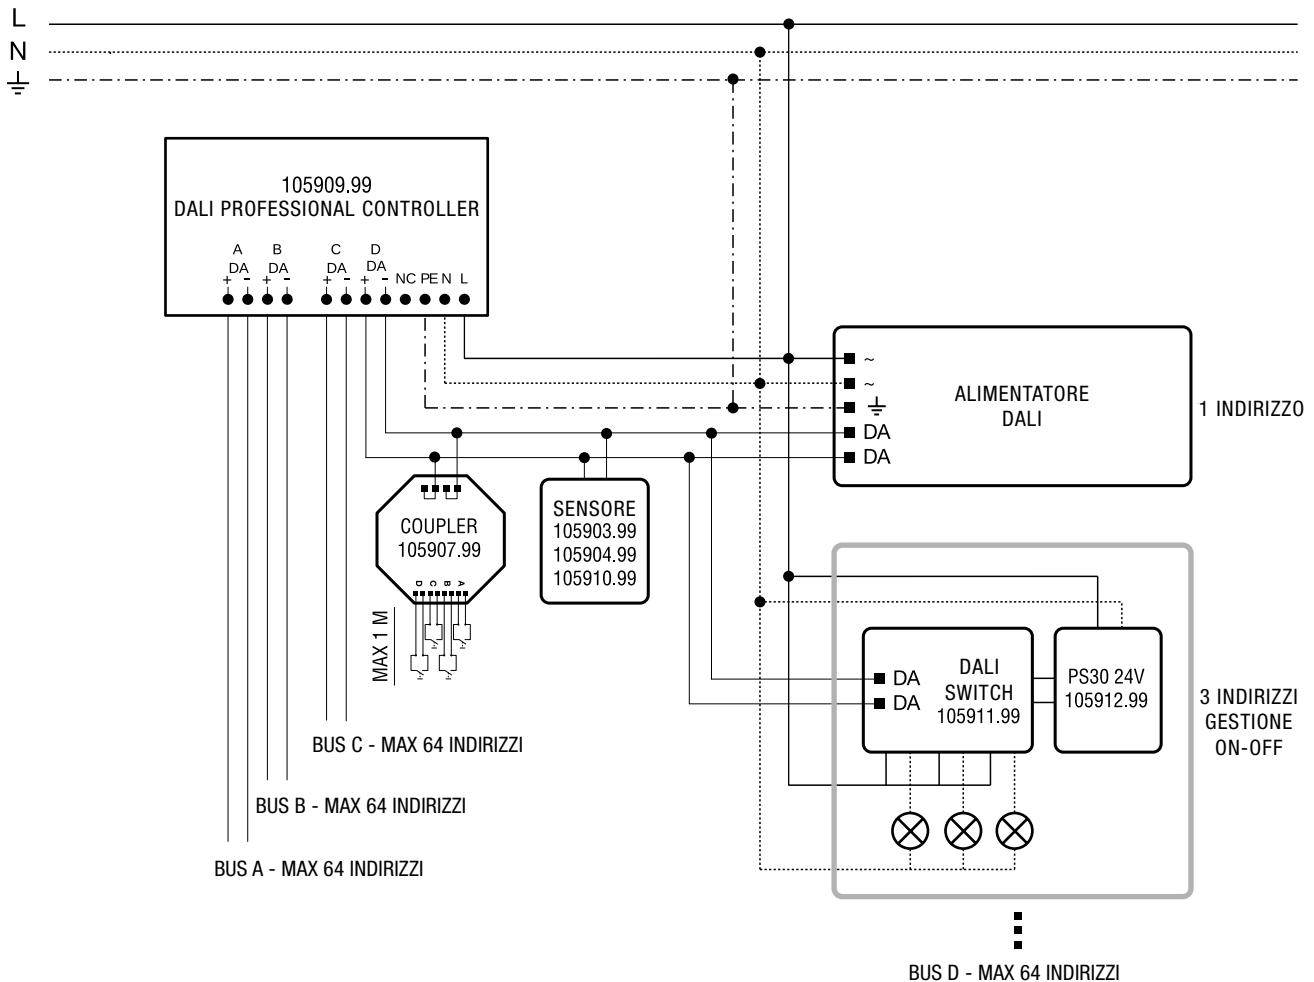 L
N
105909.99
DALI PROFESSIONAL CONTROLLER
A B C D
DA DA DA DA
+ - + - + - + - NC PE N L
~
~
ALIMENTATORE
DALI
1 INDIRIZZO
DA
DA
COUPLER
105907.99
D C B A
MAX 1 M
SENSORE
105903.99
105904.99
105910.99
DA
DA
DALI
SWITCH
105911.99
PS30 24V
105912.99
3 INDIRIZZI
GESTIONE
ON-OFF
BUS C - MAX 64 INDIRIZZI
BUS B - MAX 64 INDIRIZZI
BUS A - MAX 64 INDIRIZZI
BUS D - MAX 64 INDIRIZZI